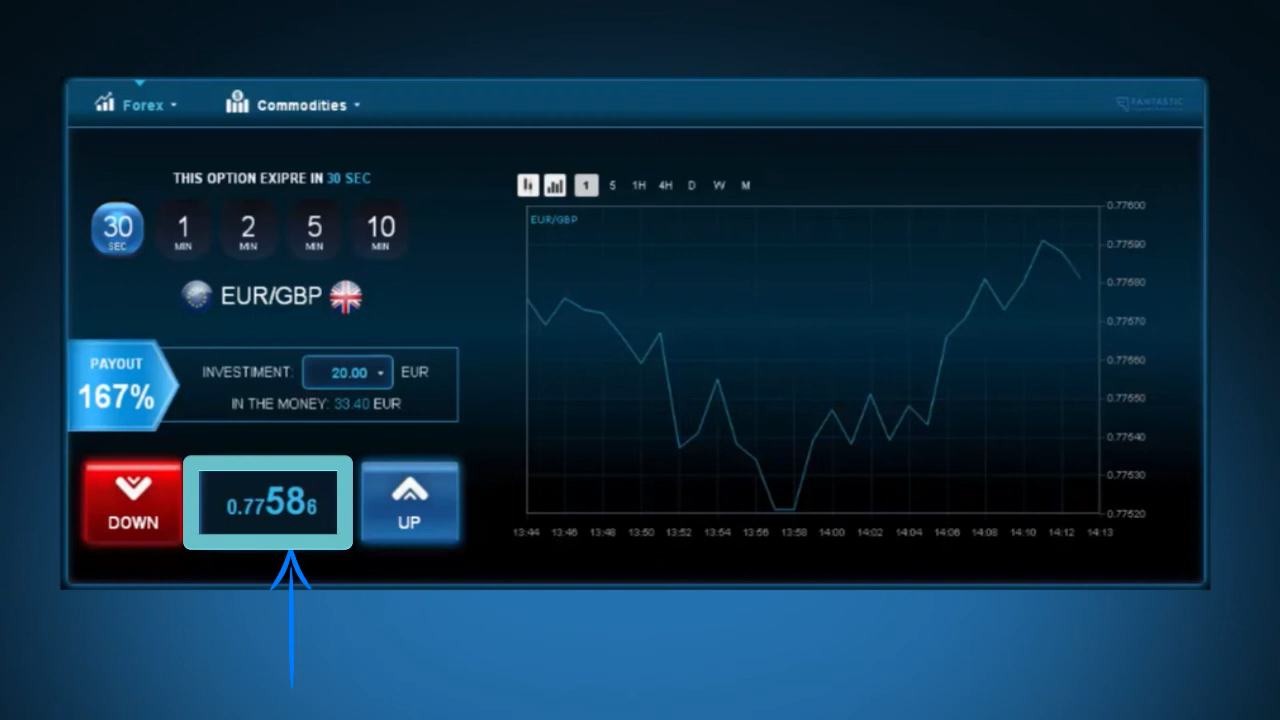 Forex
Commodities
FANTASTIC
THIS OPTION EXIPRE IN 30 SEC
30 SEC
1 MIN
2 MIN
5 MIN
10 MIN
EUR/GBP
PAYOUT
167%
INVESTIMENT: 20.00 EUR
IN THE MONEY: 33.40 EUR
DOWN
0.77586
UP
1 5 1H 4H D W M
EUR/GBP
0.77600
0.77590
0.77580
0.77570
0.77560
0.77550
0.77540
0.77530
0.77520
13:44 13:46 13:48 13:50 13:52 13:54 13:56 13:58 14:00 14:02 14:04 14:06 14:08 14:10 14:12 14:13